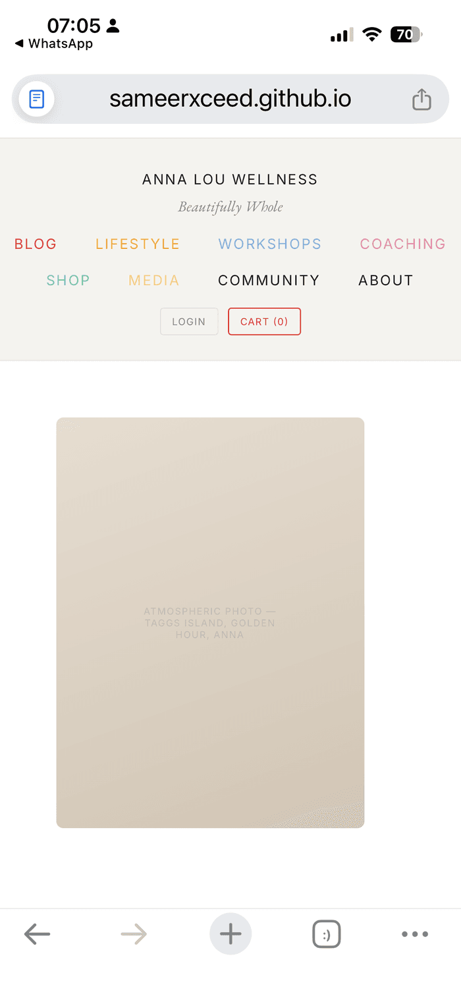 07:05
◀ WhatsApp
70
sameerxceed.github.io
ANNA LOU WELLNESS
Beautifully Whole
BLOG LIFESTYLE WORKSHOPS COACHING
SHOP MEDIA COMMUNITY ABOUT
LOGIN CART (0)
ATMOSPHERIC PHOTO —
TAGGS ISLAND, GOLDEN
HOUR, ANNA
:)